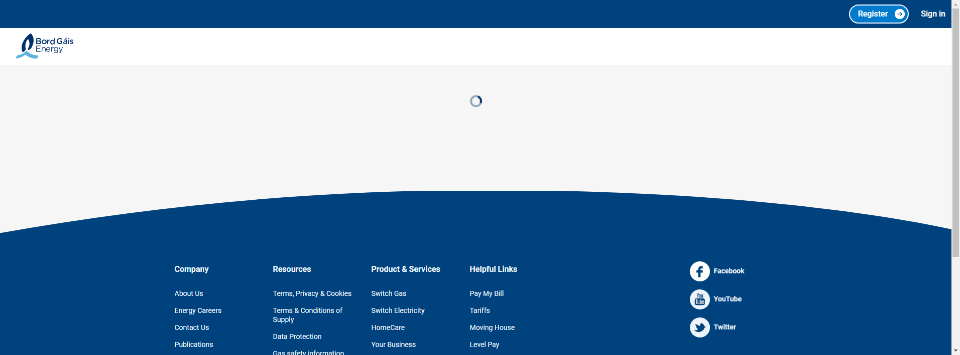 Register
Sign in
Bord Gáis
Energy
Company
Resources
Product & Services
Helpful Links
Facebook
About Us
Terms, Privacy & Cookies
Switch Gas
Pay My Bill
YouTube
Energy Careers
Terms & Conditions of
Supply
Switch Electricity
Tariffs
Contact Us
Data Protection
HomeCare
Moving House
Twitter
Publications
Gas safety information
Your Business
Level Pay